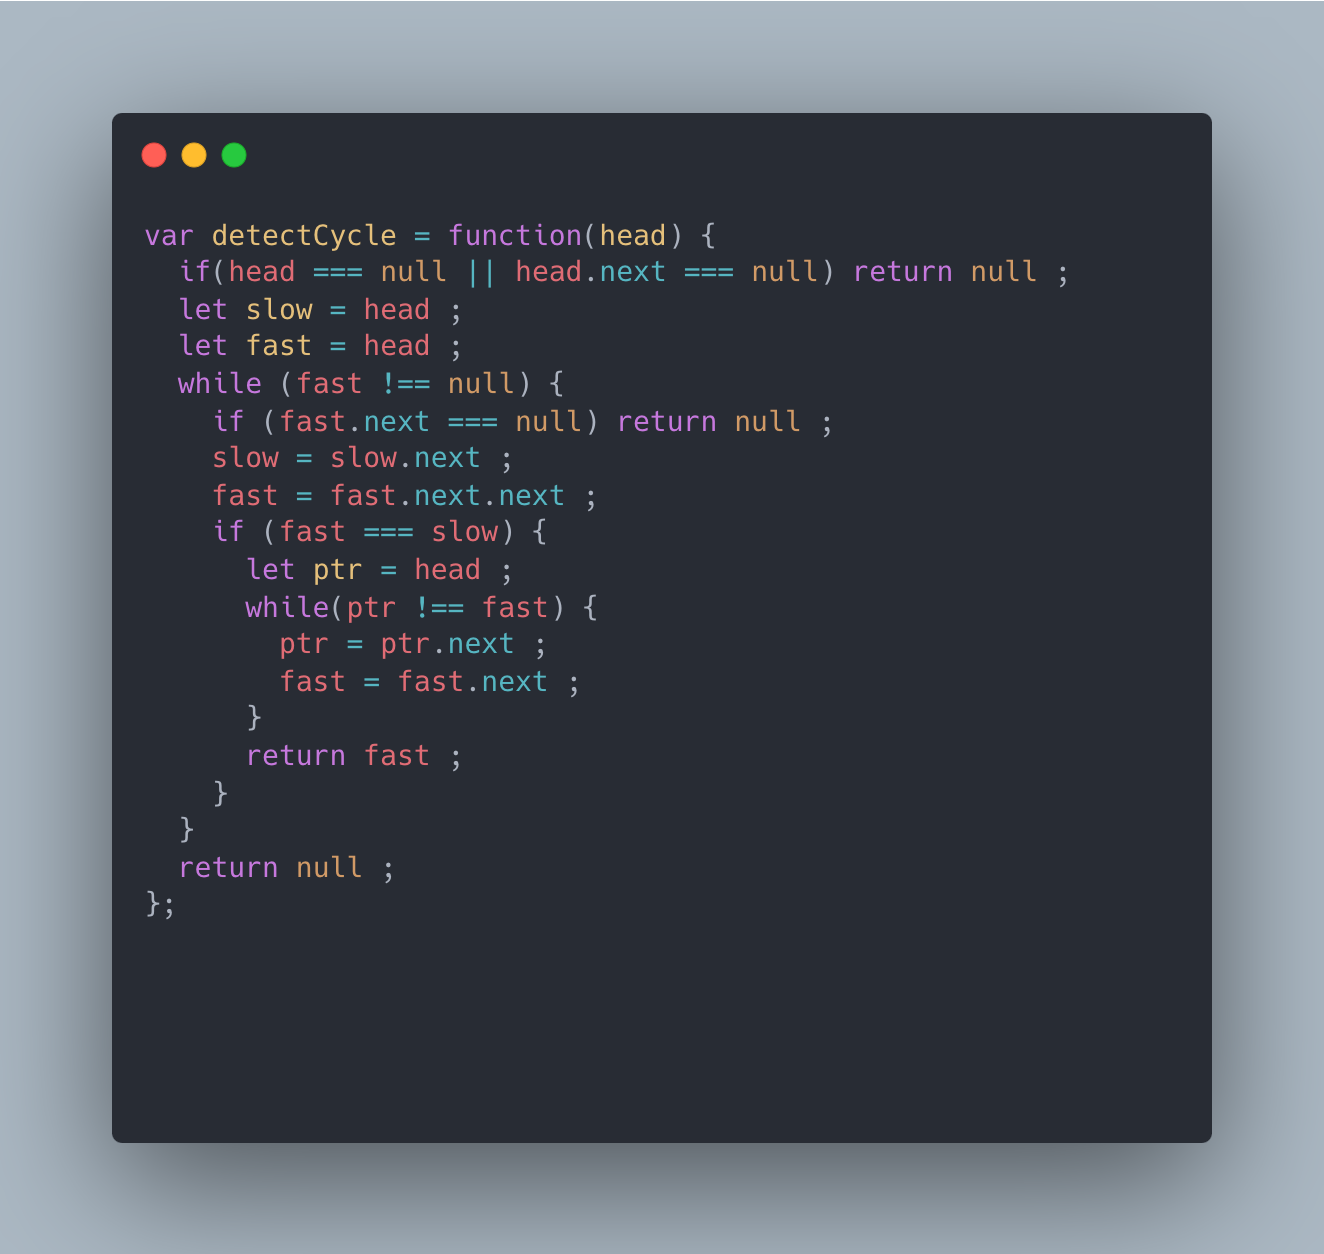 var detectCycle = function(head) {
  if(head === null || head.next === null) return null ;
  let slow = head ;
  let fast = head ;
  while (fast !== null) {
    if (fast.next === null) return null ;
    slow = slow.next ;
    fast = fast.next.next ;
    if (fast === slow) {
      let ptr = head ;
      while(ptr !== fast) {
        ptr = ptr.next ;
        fast = fast.next ;
      }
      return fast ;
    }
  }
  return null ;
};